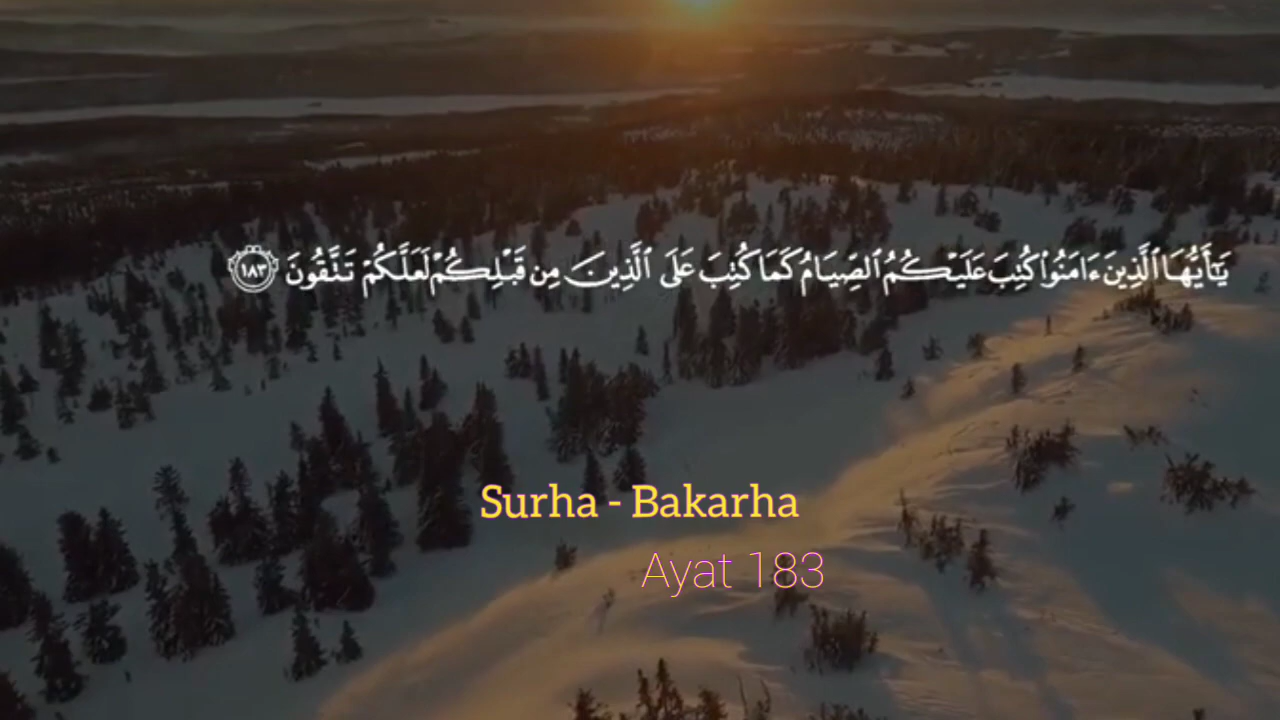 يَٰٓأَيُّهَا ٱلَّذِينَ ءَامَنُوا۟ كُتِبَ عَلَيْكُمُ ٱلصِّيَامُ كَمَا كُتِبَ عَلَى ٱلَّذِينَ مِن قَبْلِكُمْ لَعَلَّكُمْ تَتَّقُونَ ١٨٣
Surha - Bakarha
Ayat 183